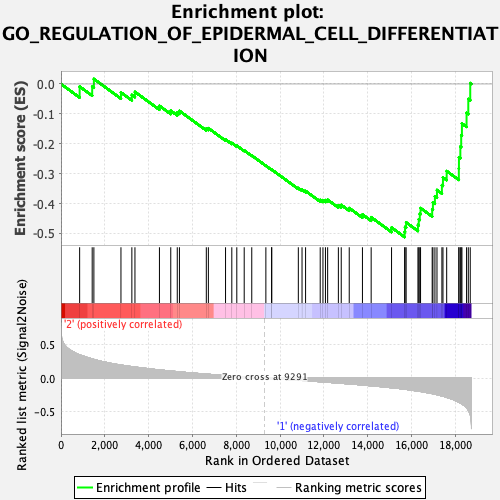 Enrichment plot:
GO_REGULATION_OF_EPIDERMAL_CELL_DIFFERENTIAT
ION
Enrichment score (ES)
0.0
-0.1
-0.2
-0.3
-0.4
-0.5
'2' (positively correlated)
Ranked list metric (Signal2Noise)
0.5
0.0
-0.5
Zero cross at 9291
'1' (negatively correlated)
0
2,000
4,000
6,000
8,000
10,000
12,000
14,000
16,000
18,000
Rank in Ordered Dataset
Enrichment profile
Hits
Ranking metric scores